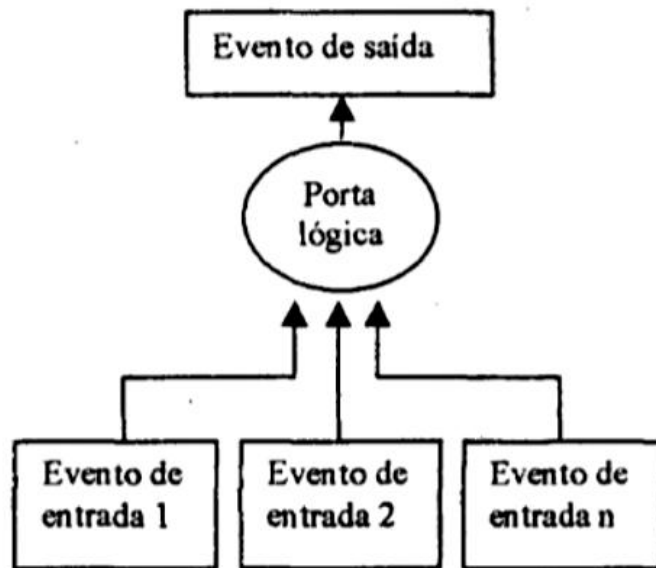 Evento de saída
Porta
lógica
Evento de
entrada 1
Evento de
entrada 2
Evento de
entrada n